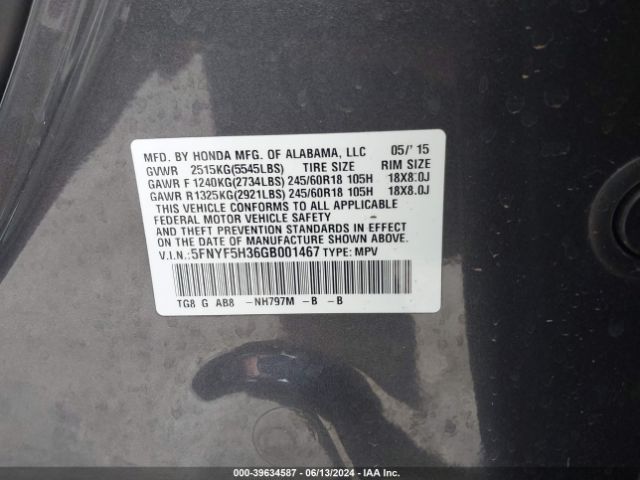 MFD. BY HONDA MFG. OF ALABAMA, LLC 05/'15
GVWR 2515KG(5545LBS) TIRE SIZE RIM SIZE
GAWR F 1240KG(2734LBS) 245/60R18 105H 18X8.0J
GAWR R 1325KG(2921LBS) 245/60R18 105H 18X8.0J
THIS VEHICLE CONFORMS TO ALL APPLICABLE
FEDERAL MOTOR VEHICLE SAFETY
AND THEFT PREVENTION STANDARDS IN EFFECT
ON THE DATE OF MANUFACTURE SHOWN ABOVE.
V.I.N.: 5FNYF5H36GB001467 TYPE: MPV
TG8 G AB8 -NH797M -B -B
000-39634587 - 06/13/2024 - IAA Inc.